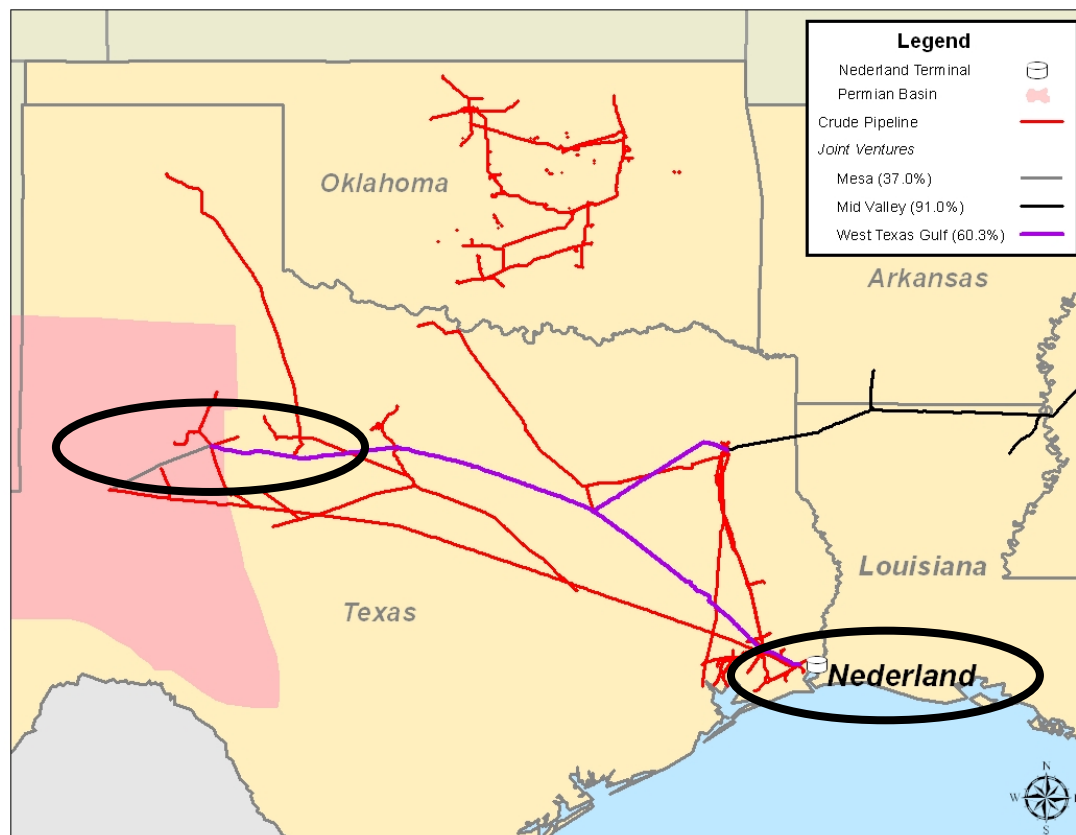 Legend
Nederland Terminal
Permian Basin
Crude Pipeline
Joint Ventures
Mesa (37.0%)
Mid Valley (91.0%)
West Texas Gulf (60.3%)
Oklahoma
Arkansas
Louisiana
Texas
Nederland
N
W
S